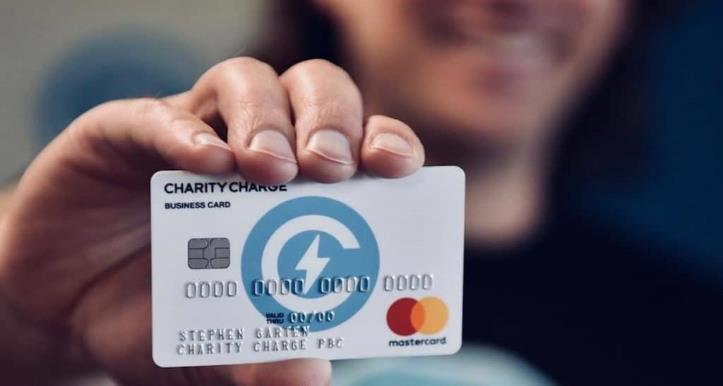 CHARITY CHARGE
BUSINESS CARD
0000 0000 0000 0000
VALID THRU 00/00
STEPHEN GARTEN
CHARITY CHARGE PBC
mastercard.